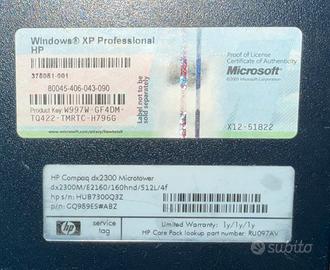 Windows® XP Professional
HP
378081-001
80045-406-043-090
Label not to be
sold separately
Product Key W997W-GF4DM-
TQ422-TMRTC-H796G
Proof of License
Certificate of Authenticity
Microsoft
X12-51822
HP Compaq dx2300 Microtower
dx2300M/E2160/160hnd/512L/4f
hp s/n: HUB7300Q3Z
p/n: GQ989ES#ABZ
hp
service
tag
Limited Warranty: 1y/1y/1y
HP Care Pack lookup part number: RU097AV
subito